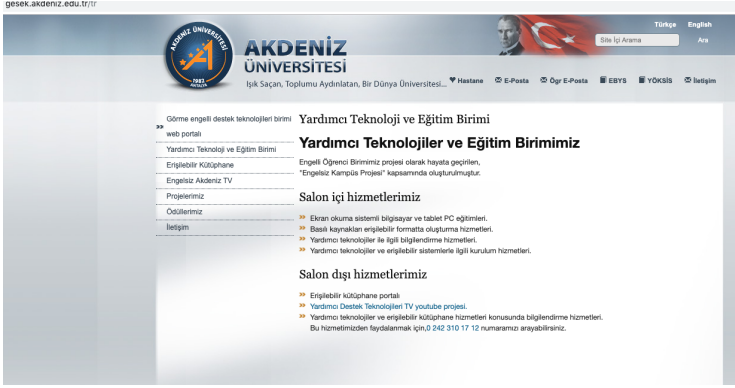 gesek.akdeniz.edu.tr/tr
Türkçe English
Site İçi Arama Ara
AKDENİZ ÜNİVERSİTESİ
1982
ANTALYA
AKDENİZ
ÜNİVERSİTESİ
Işık Saçan, Toplumu Aydınlatan, Bir Dünya Üniversitesi...
Hastane E-Posta Ögr E-Posta EBYS YÖKSİS İletişim
Görme engelli destek teknolojileri birimi
web portalı
Yardımcı Teknoloji ve Eğitim Birimi
Erişilebilir Kütüphane
Engelsiz Akdeniz TV
Projelerimiz
Ödüllerimiz
İletişim
Yardımcı Teknoloji ve Eğitim Birimi
Yardımcı Teknolojiler ve Eğitim Birimimiz
Engelli Öğrenci Birimimiz projesi olarak hayata geçirilen,
"Engelsiz Kampüs Projesi" kapsamında oluşturulmuştur.
Salon içi hizmetlerimiz
Ekran okuma sistemli bilgisayar ve tablet PC eğitimleri.
Basılı kaynakları erişilebilir formatta oluşturma hizmetleri.
Yardımcı teknolojiler ile ilgili bilgilendirme hizmetleri.
Yardımcı teknolojiler ve erişilebilir sistemlerle ilgili kurulum hizmetleri.
Salon dışı hizmetlerimiz
Erişilebilir kütüphane portalı
Yardımcı Destek Teknolojileri TV youtube projesi.
Yardımcı teknolojiler ve erişilebilir kütüphane hizmetleri konusunda bilgilendirme hizmetleri.
Bu hizmetimizden faydalanmak için,0 242 310 17 12 numaramızı arayabilirsiniz.